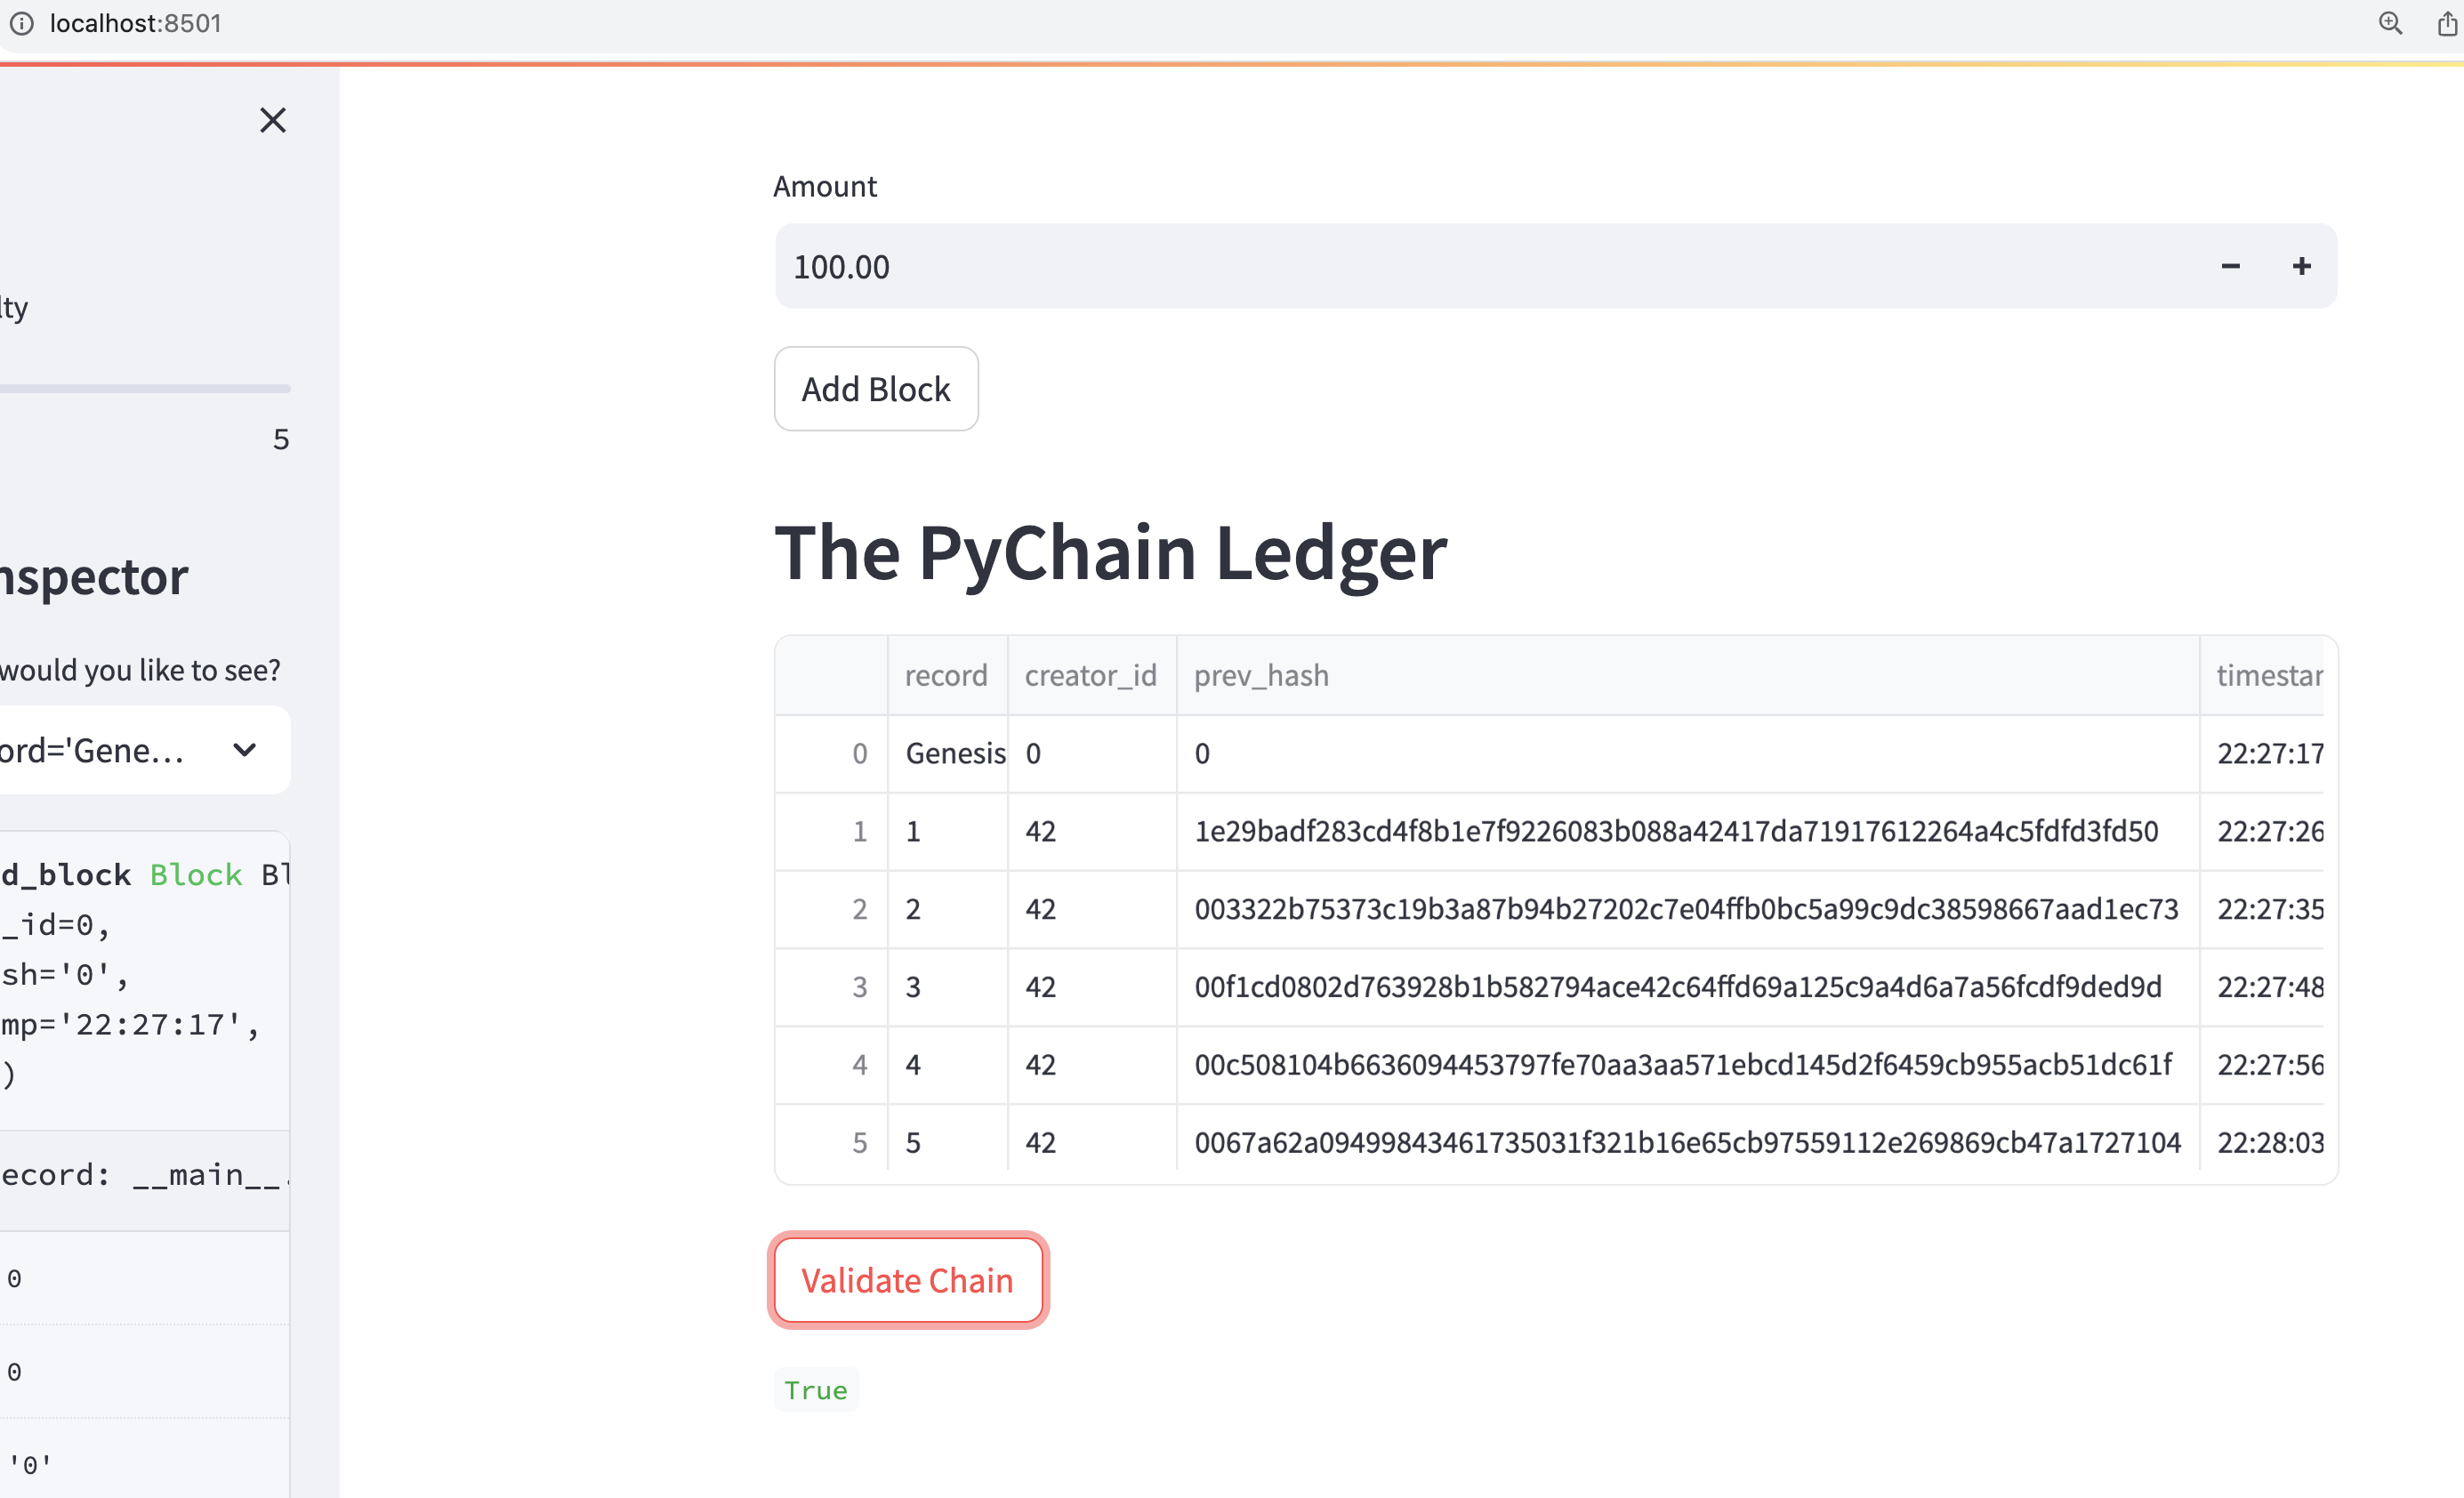 localhost:8501
lty
5
nspector
would you like to see?
ord='Gene...
d_block Block Bl
_id=0,
sh='0',
mp='22:27:17',
)
ecord: __main__.
0
0
'0'
Amount
100.00 − +
Add Block
The PyChain Ledger
record creator_id prev_hash timestam
0 Genesis 0 0 22:27:17
1 1 42 1e29badf283cd4f8b1e7f9226083b088a42417da71917612264a4c5fdfd3fd50 22:27:26
2 2 42 003322b75373c19b3a87b94b27202c7e04ffb0bc5a99c9dc38598667aad1ec73 22:27:35
3 3 42 00f1cd0802d763928b1b582794ace42c64ffd69a125c9a4d6a7a56fcdf9ded9d 22:27:48
4 4 42 00c508104b6636094453797fe70aa3aa571ebcd145d2f6459cb955acb51dc61f 22:27:56
5 5 42 0067a62a09499843461735031f321b16e65cb97559112e269869cb47a1727104 22:28:03
Validate Chain
True